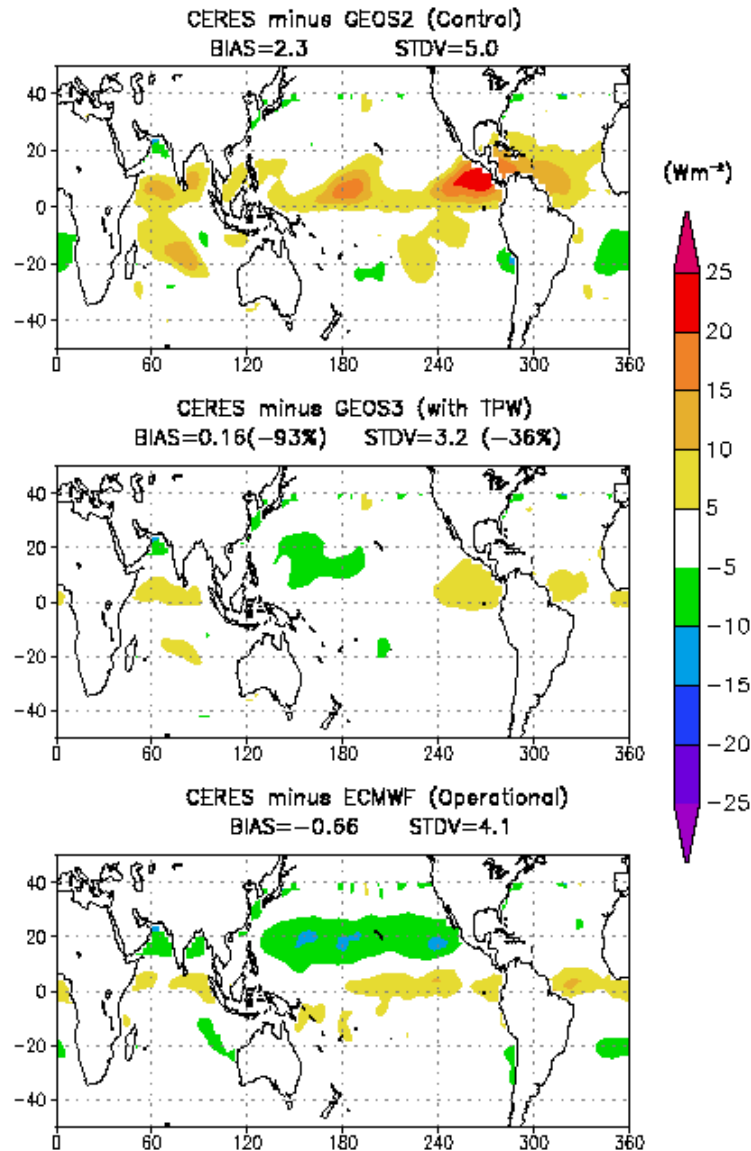 CERES minus GEOS2 (Control)
BIAS=2.3 STDV=5.0
40
20
0
−20
−40
0 60 120 180 240 300 360
CERES minus GEOS3 (with TPW)
BIAS=0.16(−93%) STDV=3.2 (−36%)
40
20
0
−20
−40
0 60 120 180 240 300 360
CERES minus ECMWF (Operational)
BIAS=−0.66 STDV=4.1
40
20
0
−20
−40
0 60 120 180 240 300 360
(Wm⁻²)
25
20
15
10
5
−5
−10
−15
−20
−25